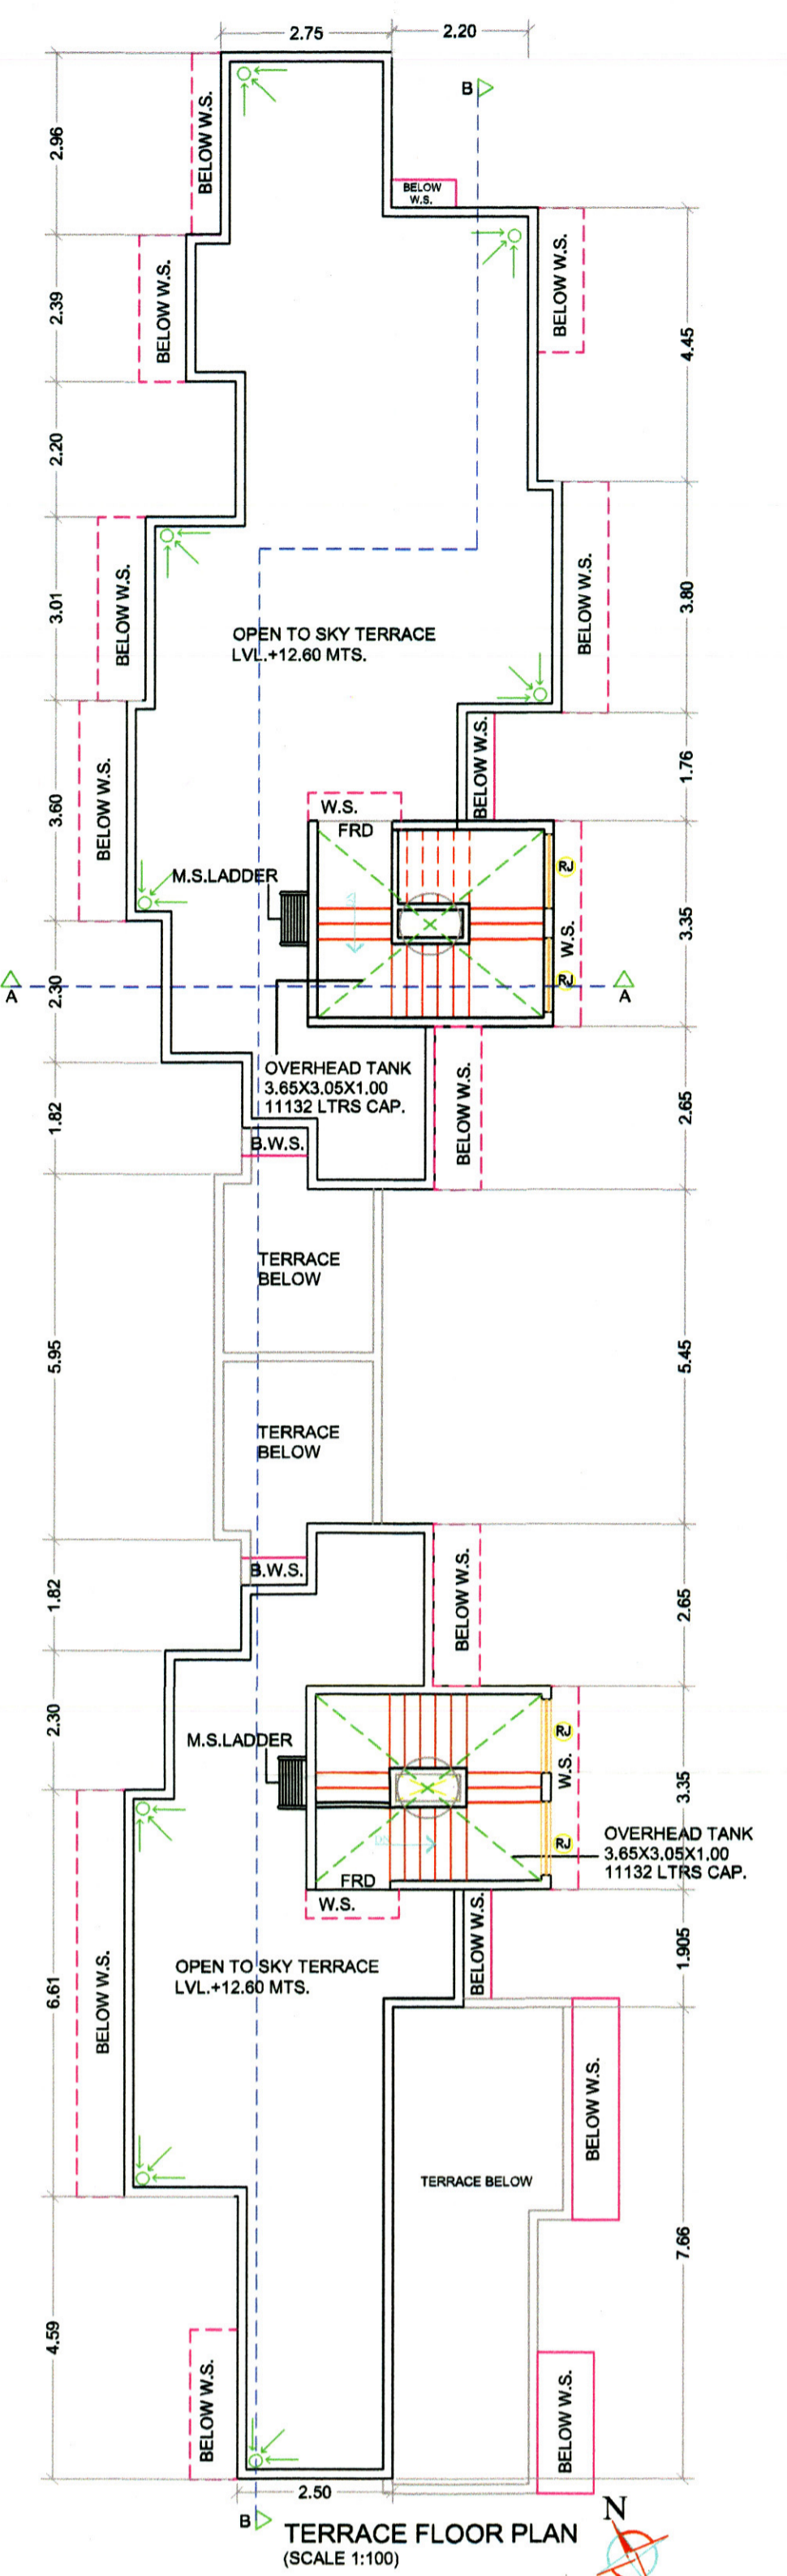 2.75
2.20
B
2.96
BELOW W.S.
BELOW
W.S.
2.39
BELOW W.S.
BELOW W.S.
4.45
2.20
3.01
BELOW W.S.
BELOW W.S.
3.80
OPEN TO SKY TERRACE
LVL.+12.60 MTS.
3.60
BELOW W.S.
BELOW W.S.
1.76
W.S.
FRD
M.S.LADDER
RJ
W.S.
3.35
RJ
A
2.30
A
OVERHEAD TANK
3.65X3.05X1.00
11132 LTRS CAP.
BELOW W.S.
2.65
1.82
B.W.S.
TERRACE
BELOW
5.95
5.45
TERRACE
BELOW
B.W.S.
1.82
BELOW W.S.
2.65
2.30
M.S.LADDER
RJ
W.S.
3.35
RJ
OVERHEAD TANK
3.65X3.05X1.00
11132 LTRS CAP.
FRD
W.S.
BELOW W.S.
1.905
OPEN TO SKY TERRACE
LVL.+12.60 MTS.
6.61
BELOW W.S.
BELOW W.S.
TERRACE BELOW
7.66
4.59
BELOW W.S.
BELOW W.S.
2.50
B
N
TERRACE FLOOR PLAN
(SCALE 1:100)